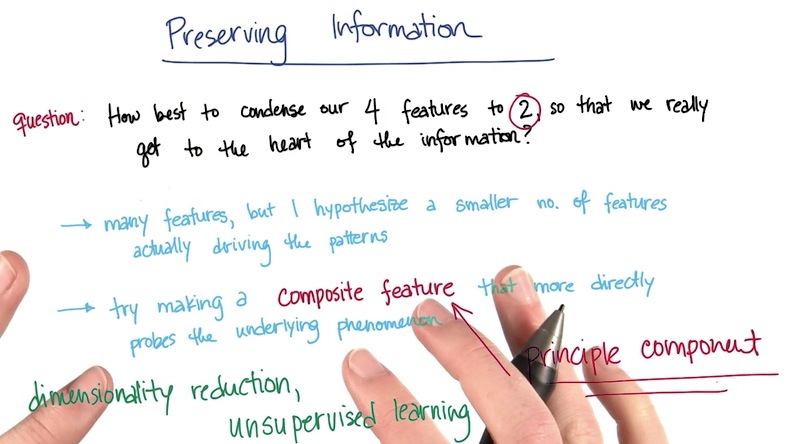 Preserving Information
question: How best to condense our 4 features to 2, so that we really
get to the heart of the information?
→ many features, but I hypothesize a smaller no. of features
actually driving the patterns
→ try making a composite feature that more directly
probes the underlying phenomenon
principle component
dimensionality reduction,
unsupervised learning